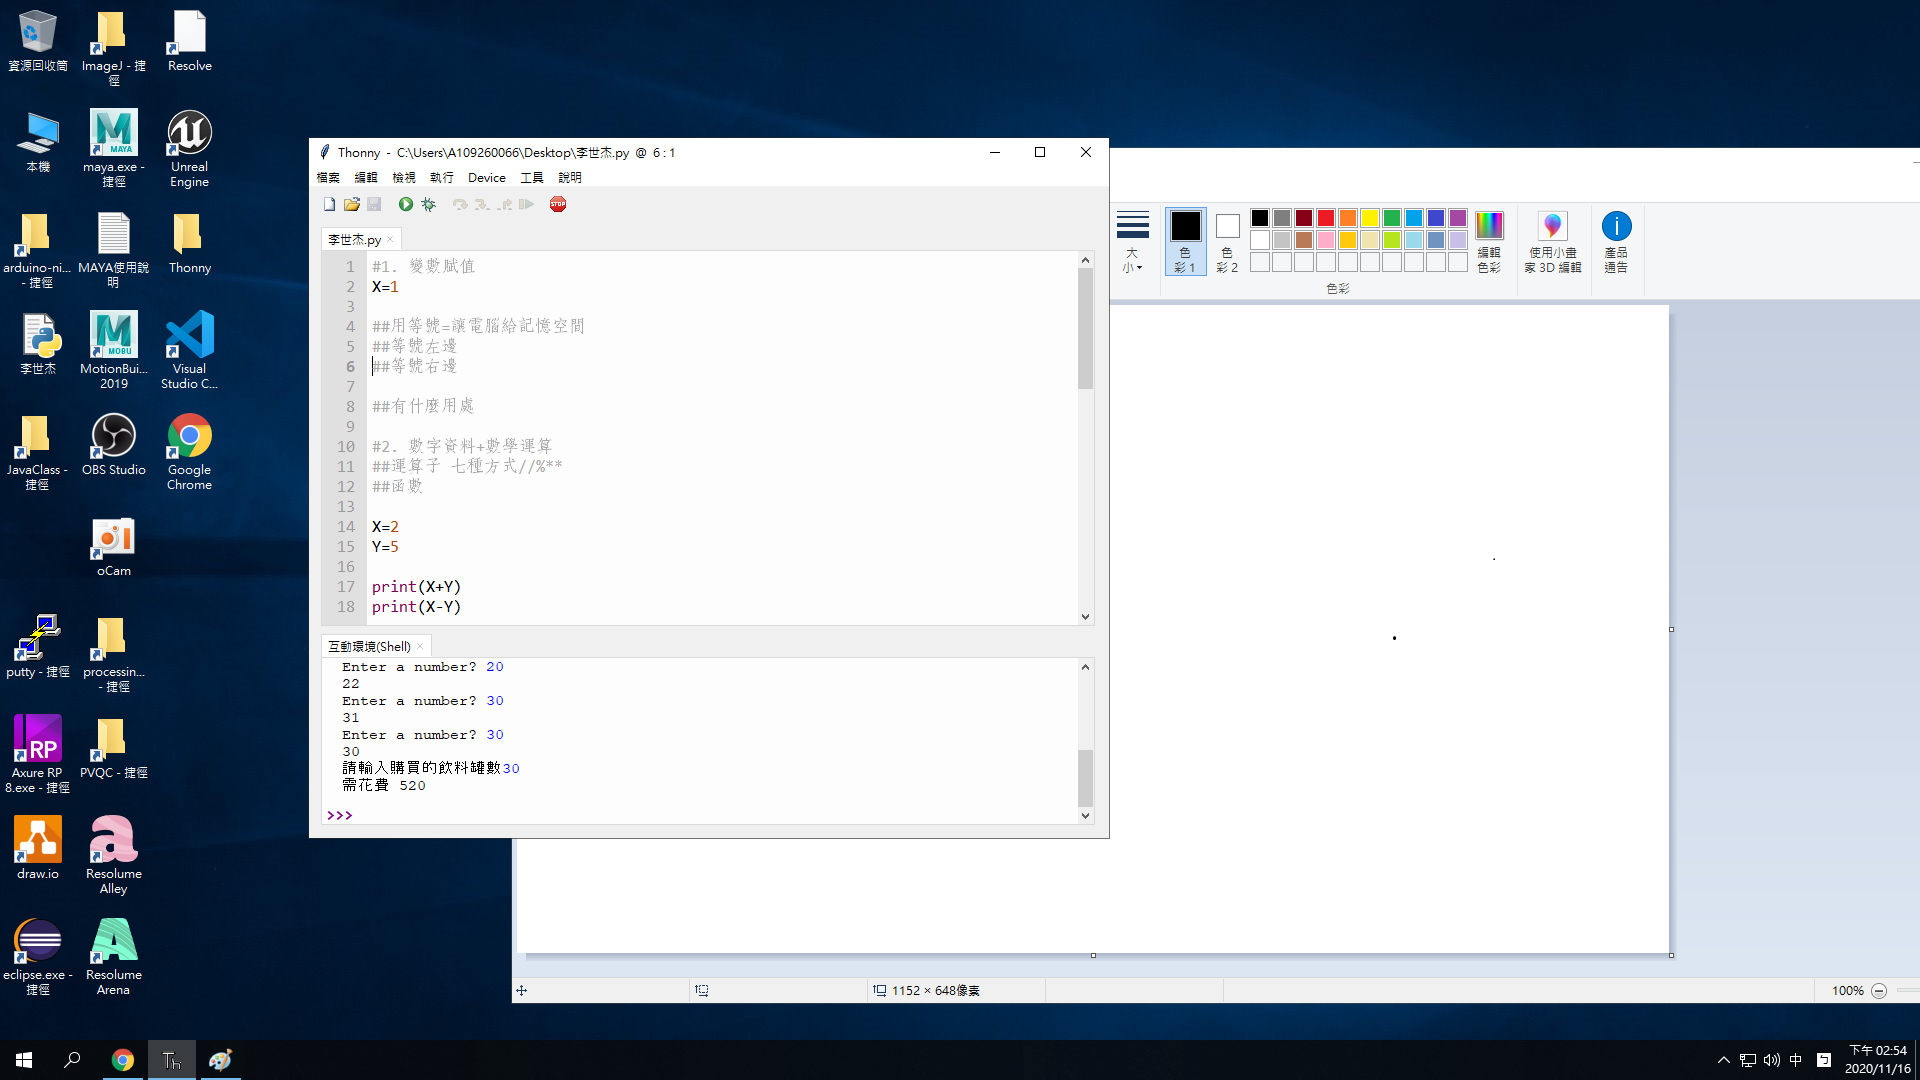 資源回收筒
ImageJ - 捷徑
Resolve
本機
maya.exe - 捷徑
Unreal Engine
arduino-ni... - 捷徑
MAYA使用說明
Thonny
李世杰
MotionBui... 2019
Visual Studio C...
JavaClass - 捷徑
OBS Studio
Google Chrome
oCam
putty - 捷徑
processin... - 捷徑
Axure RP 8.exe - 捷徑
PVQC - 捷徑
draw.io
Resolume Alley
eclipse.exe - 捷徑
Resolume Arena
Thonny - C:\Users\A109260066\Desktop\李世杰.py @ 6 : 1
檔案 編輯 檢視 執行 Device 工具 說明
STOP
李世杰.py
1 #1. 變數賦值
2 X=1
3
4 ##用等號=讓電腦給記憶空間
5 ##等號左邊
6 ##等號右邊
7
8 ##有什麼用處
9
10 #2. 數字資料+數學運算
11 ##運算子 七種方式//%**
12 ##函數
13
14 X=2
15 Y=5
16
17 print(X+Y)
18 print(X-Y)
互動環境(Shell)
Enter a number? 20
22
Enter a number? 30
31
Enter a number? 30
30
請輸入購買的飲料罐數30
需花費 520
>>>
大小
色彩 1
色彩 2
編輯色彩
使用小畫家 3D 編輯
產品通告
色彩
1152 × 648像素
100%
中
下午 02:54
2020/11/16